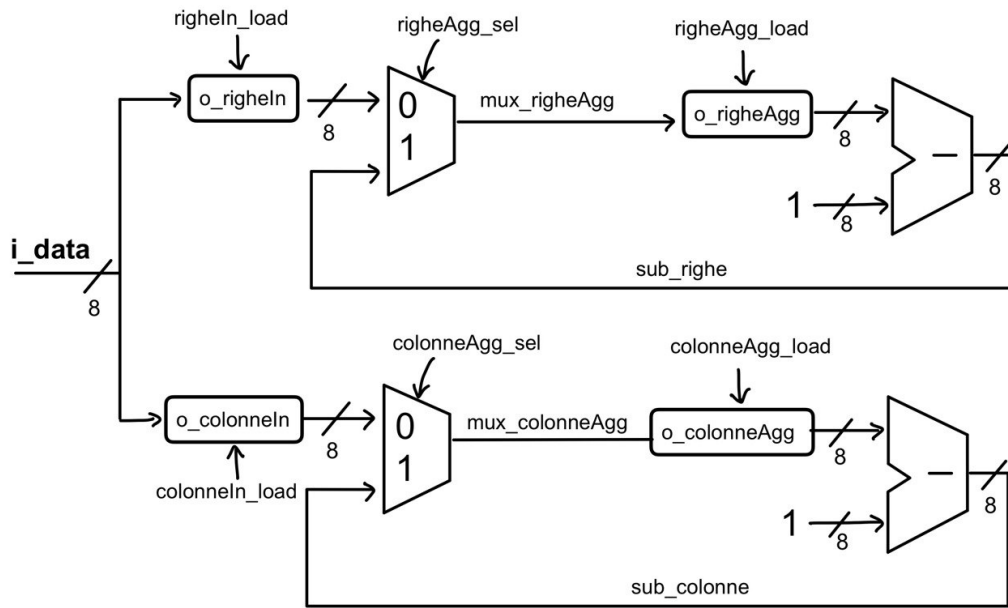 righeIn_load
righeAgg_sel
righeAgg_load
o_righeIn
8
0
1
mux_righeAgg
o_righeAgg
8
1
8
−
8
sub_righe
i_data
8
colonneAgg_sel
colonneAgg_load
o_colonneIn
8
0
1
mux_colonneAgg
o_colonneAgg
8
1
8
−
8
colonneIn_load
sub_colonne